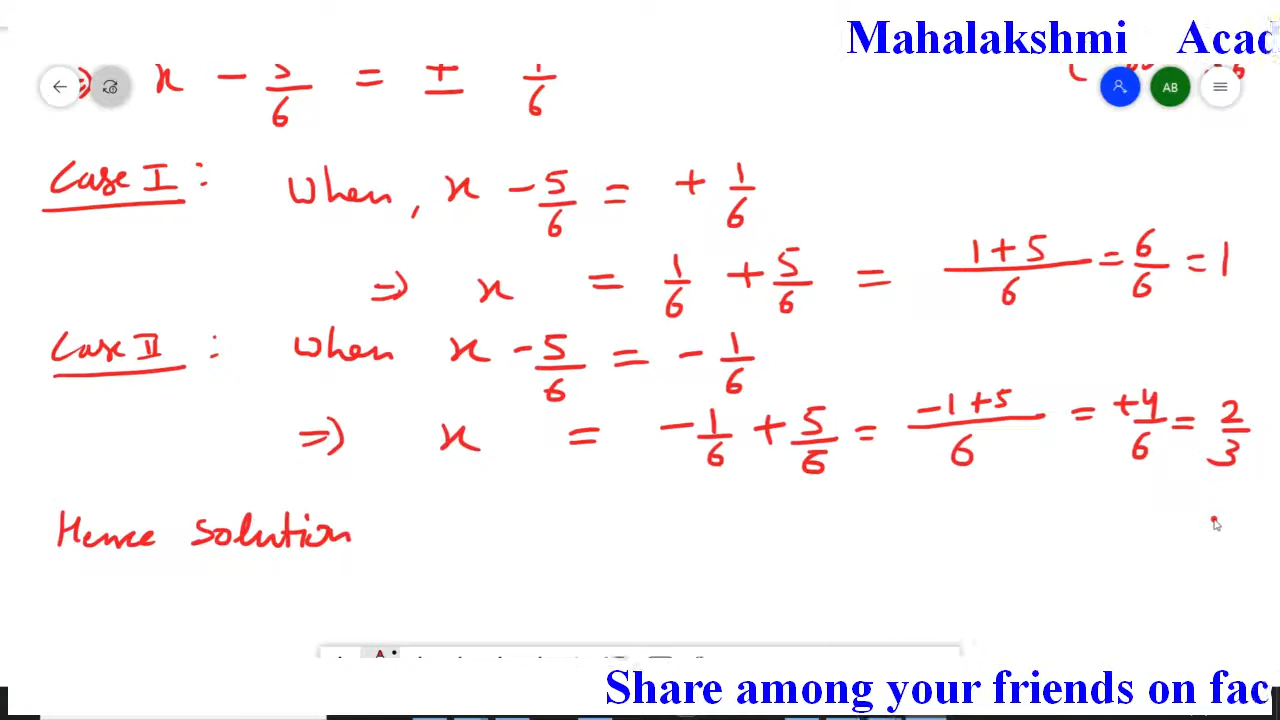 Mahalakshmi Acad
⇒ x - 5/6 = ± 1/6
AB
Case I : When, x - 5/6 = + 1/6
⇒ x = 1/6 + 5/6 = (1+5)/6 = 6/6 = 1
Case II : when x - 5/6 = - 1/6
⇒ x = - 1/6 + 5/6 = (-1+5)/6 = +4/6 = 2/3
Hence solution
Share among your friends on fac